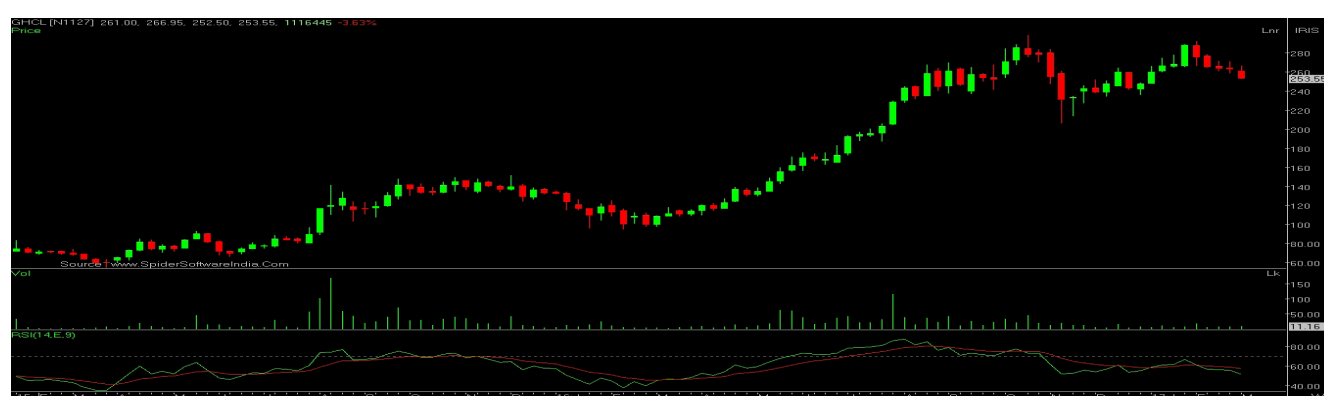 GHCL [N1127] 261.00, 266.95, 252.50, 253.55, 1116445 -3.63%
Price
Lnr
IRIS
280
260
253.55
240
220
200
180
160
140
120
100
80.00
60.00
Source - www.SpiderSoftwareIndia.Com
Vol
Lk
150
100
50.00
11.16
RSI(14,E,9)
80.00
60.00
40.00